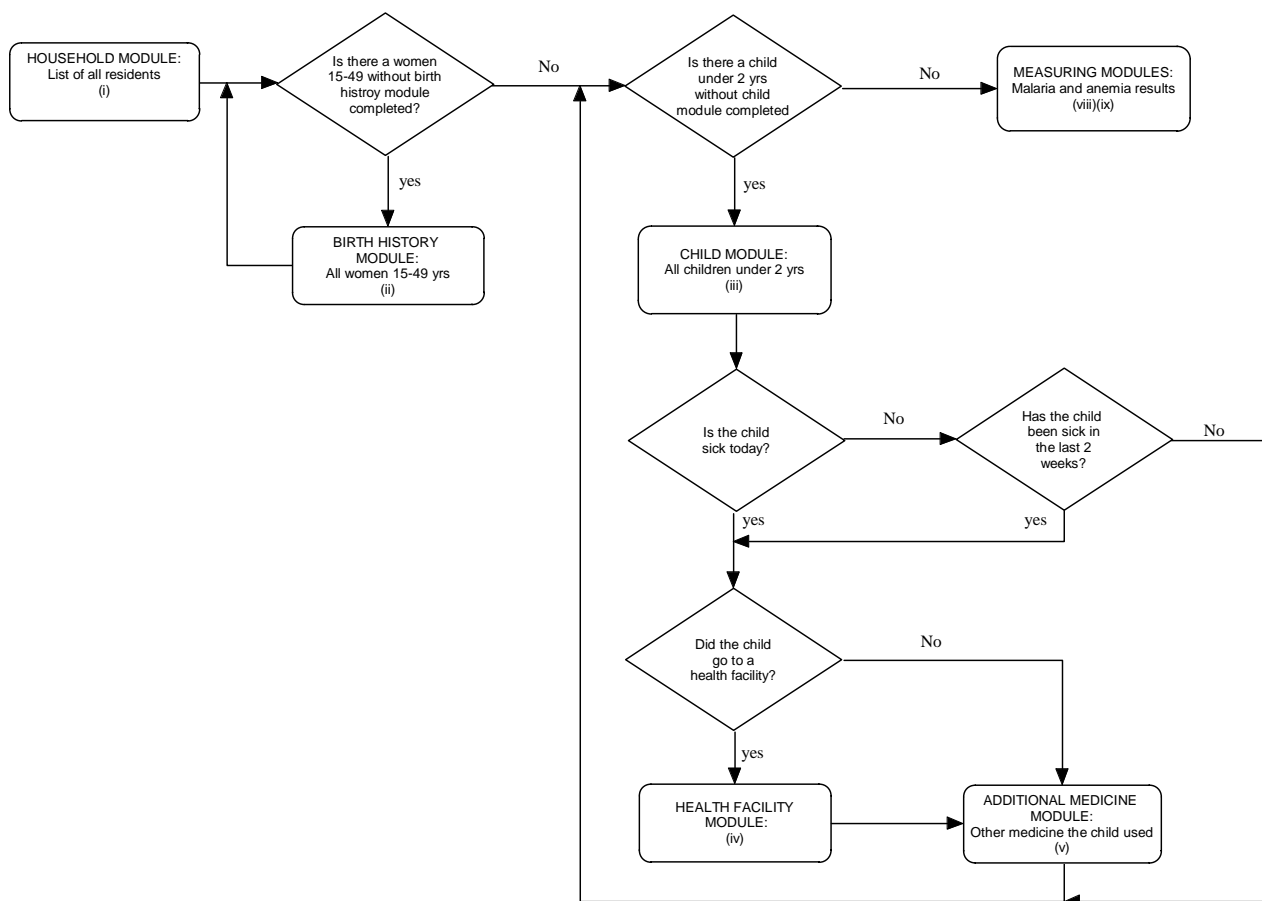 HOUSEHOLD MODULE:
List of all residents
(i)
Is there a women
15-49 without birth
histroy module
completed?
No
Is there a child
under 2 yrs
without child
module completed
No
MEASURING MODULES:
Malaria and anemia results
(viii)(ix)
yes
BIRTH HISTORY
MODULE:
All women 15-49 yrs
(ii)
yes
CHILD MODULE:
All children under 2 yrs
(iii)
Is the child
sick today?
No
Has the child
been sick in
the last 2
weeks?
No
yes
yes
Did the child
go to a
health facility?
No
yes
HEALTH FACILITY
MODULE:
(iv)
ADDITIONAL MEDICINE
MODULE:
Other medicine the child used
(v)